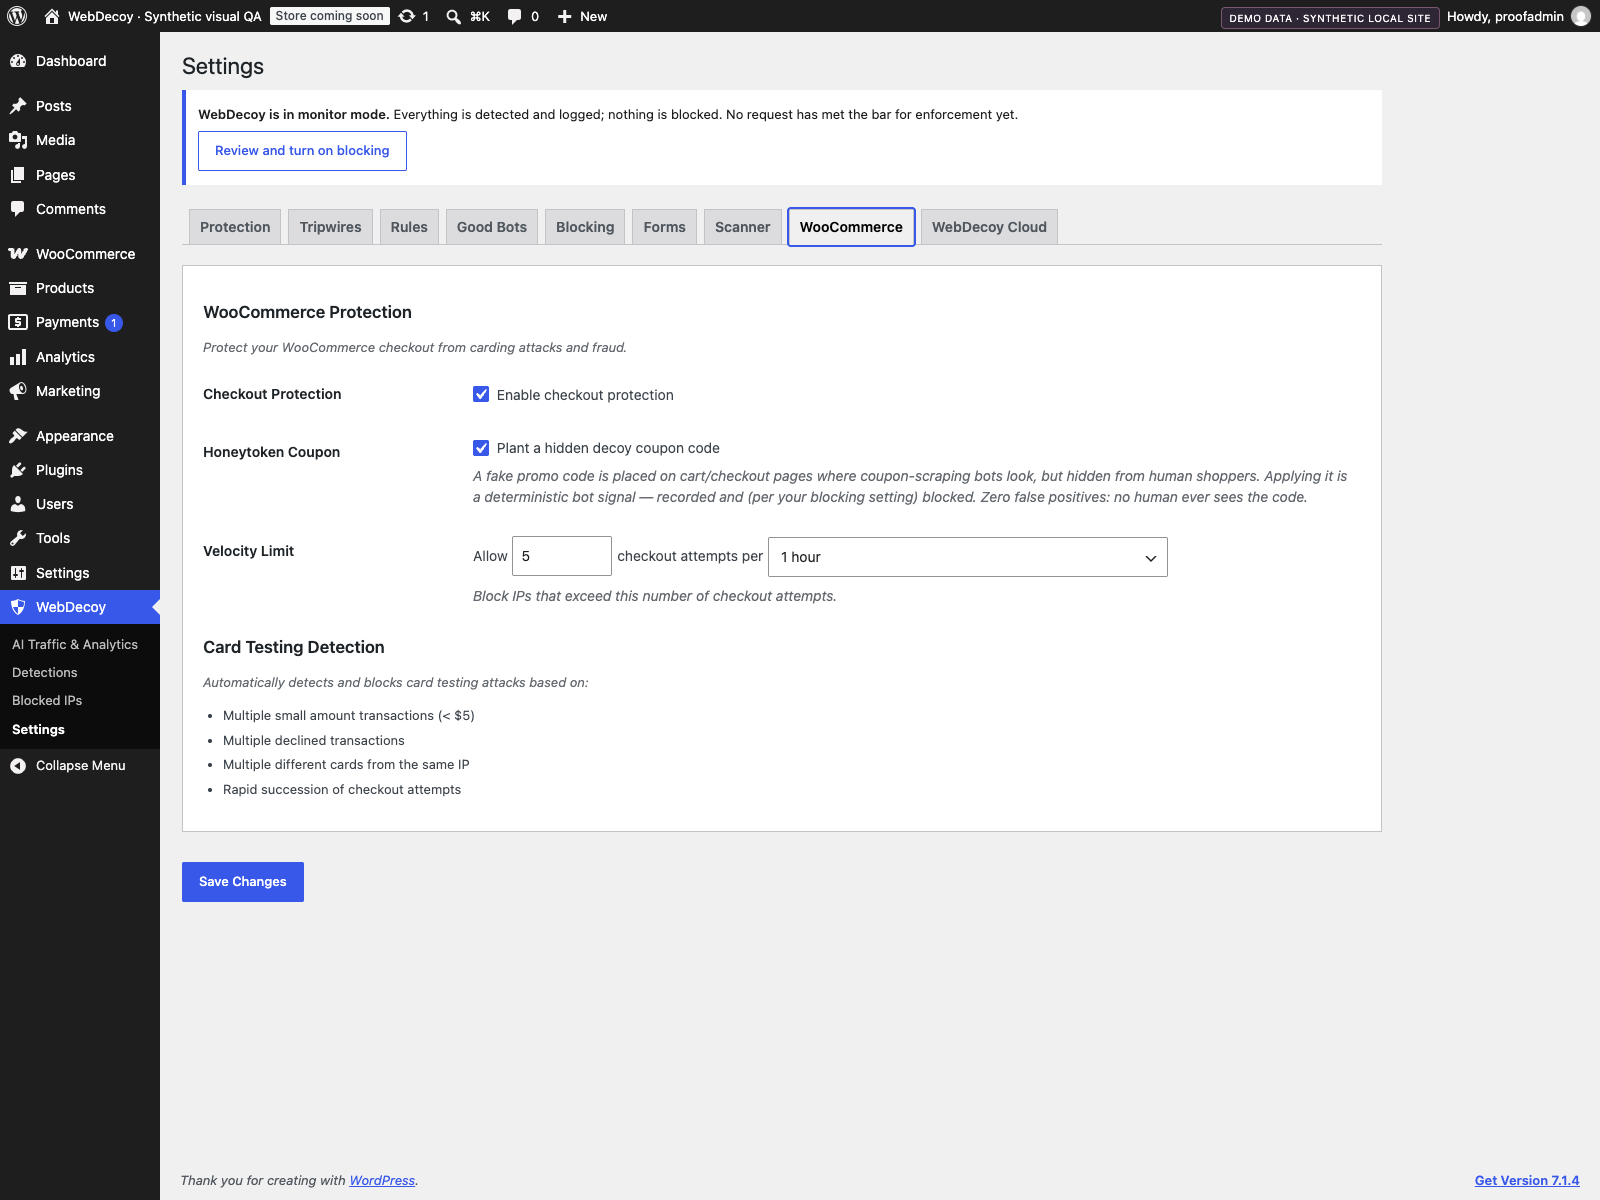 WebDecoy · Synthetic visual QA
Store coming soon
1
⌘K
0
New
DEMO DATA · SYNTHETIC LOCAL SITE
Howdy, proofadmin
Dashboard
Posts
Media
Pages
Comments
WooCommerce
Products
Payments 1
Analytics
Marketing
Appearance
Plugins
Users
Tools
Settings
WebDecoy
AI Traffic & Analytics
Detections
Blocked IPs
Settings
Collapse Menu
Settings
WebDecoy is in monitor mode. Everything is detected and logged; nothing is blocked. No request has met the bar for enforcement yet.
Review and turn on blocking
Protection
Tripwires
Rules
Good Bots
Blocking
Forms
Scanner
WooCommerce
WebDecoy Cloud
WooCommerce Protection
Protect your WooCommerce checkout from carding attacks and fraud.
Checkout Protection
Enable checkout protection
Honeytoken Coupon
Plant a hidden decoy coupon code
A fake promo code is placed on cart/checkout pages where coupon-scraping bots look, but hidden from human shoppers. Applying it is
a deterministic bot signal — recorded and (per your blocking setting) blocked. Zero false positives: no human ever sees the code.
Velocity Limit
Allow 5 checkout attempts per 1 hour
Block IPs that exceed this number of checkout attempts.
Card Testing Detection
Automatically detects and blocks card testing attacks based on:
• Multiple small amount transactions (< $5)
• Multiple declined transactions
• Multiple different cards from the same IP
• Rapid succession of checkout attempts
Save Changes
Thank you for creating with WordPress.
Get Version 7.1.4